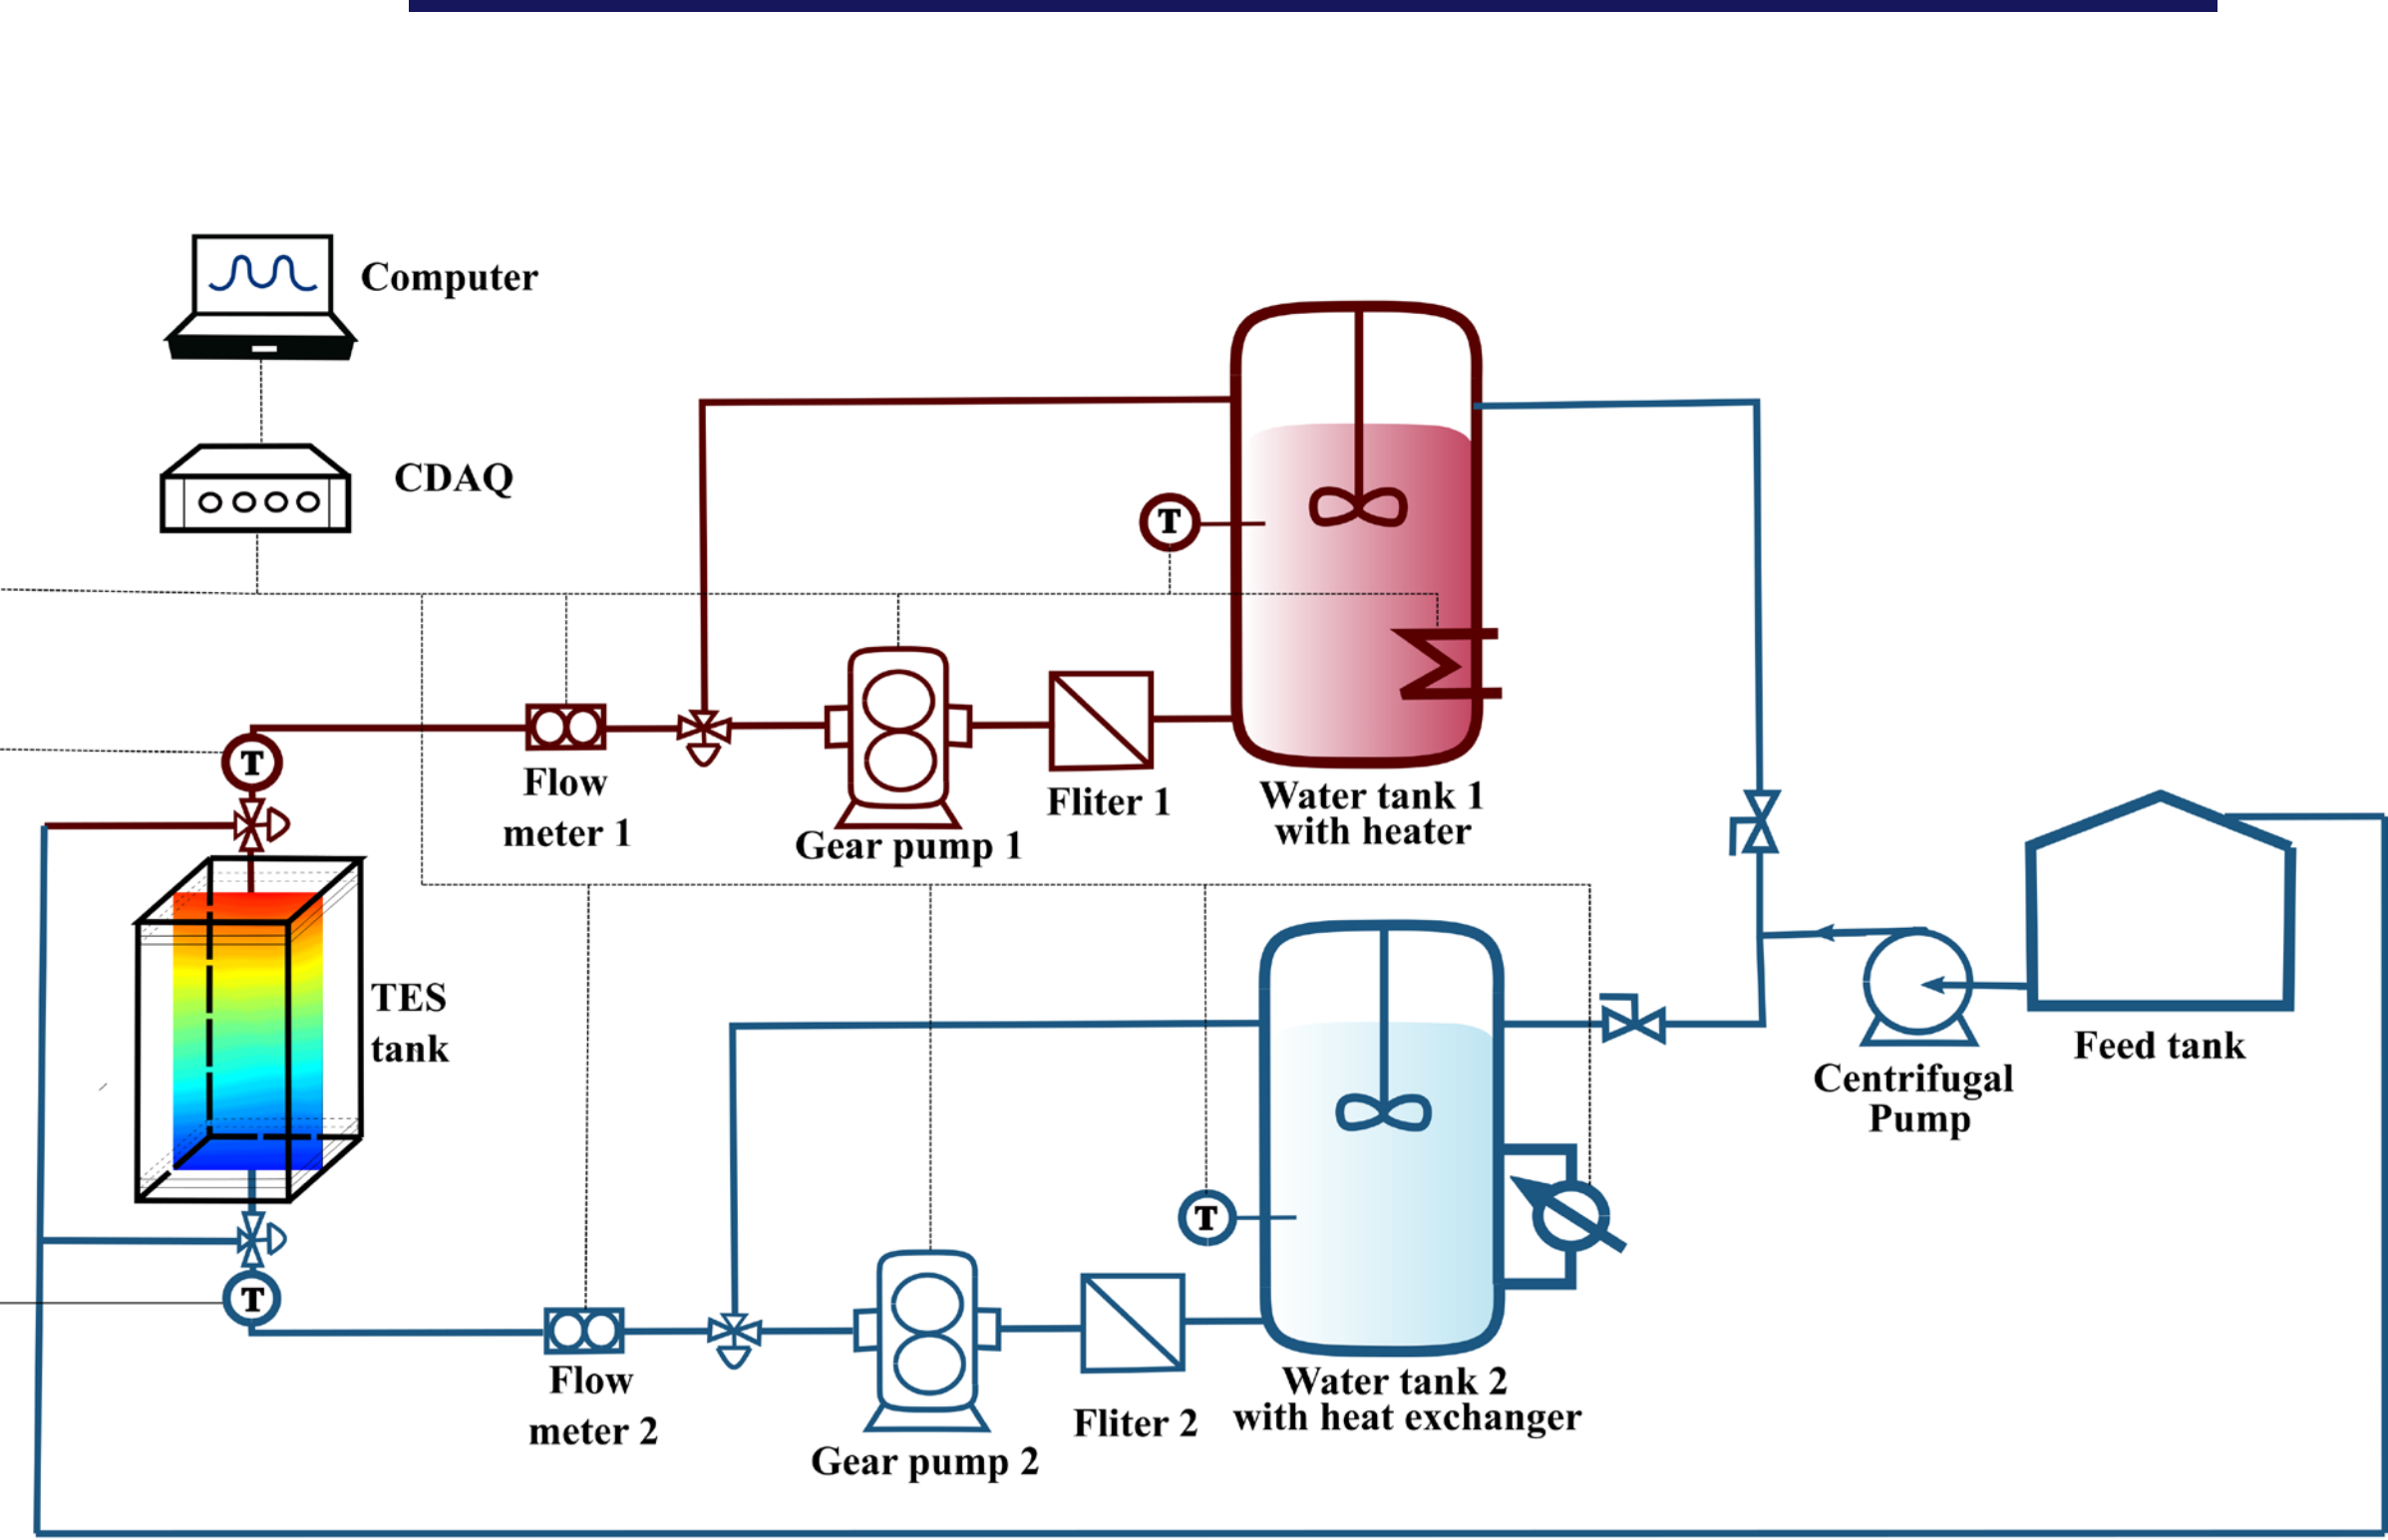 Computer
CDAQ
T
T
Flow
meter 1
Gear pump 1
Fliter 1
Water tank 1
with heater
TES
tank
T
T
Flow
meter 2
Gear pump 2
Fliter 2
Water tank 2
with heat exchanger
Centrifugal
Pump
Feed tank